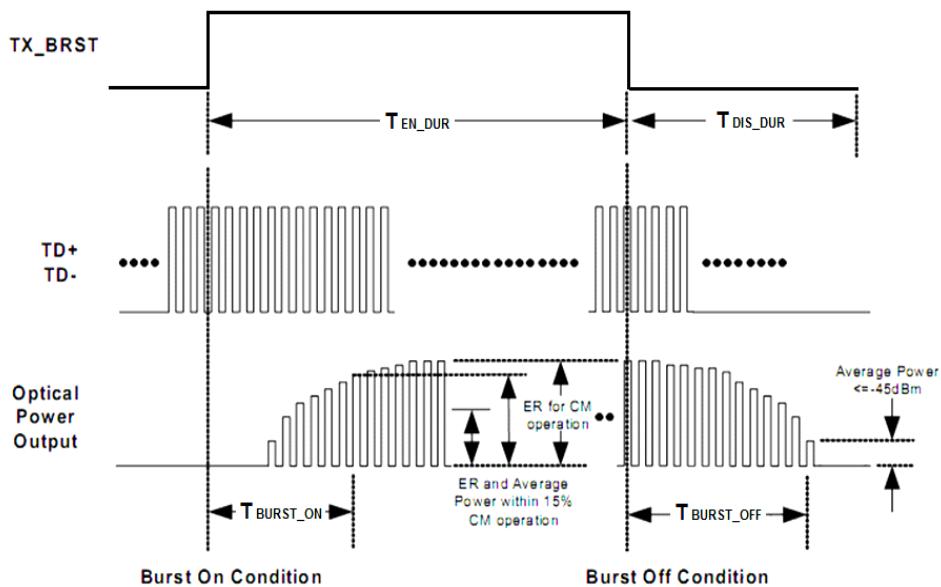 TX_BRST
TEN_DUR
TDIS_DUR
TD+
TD-
Optical
Power
Output
ER for CM
operation
Average Power
<=-45dBm
ER and Average
Power within 15%
CM operation
TBURST_ON
TBURST_OFF
Burst On Condition
Burst Off Condition